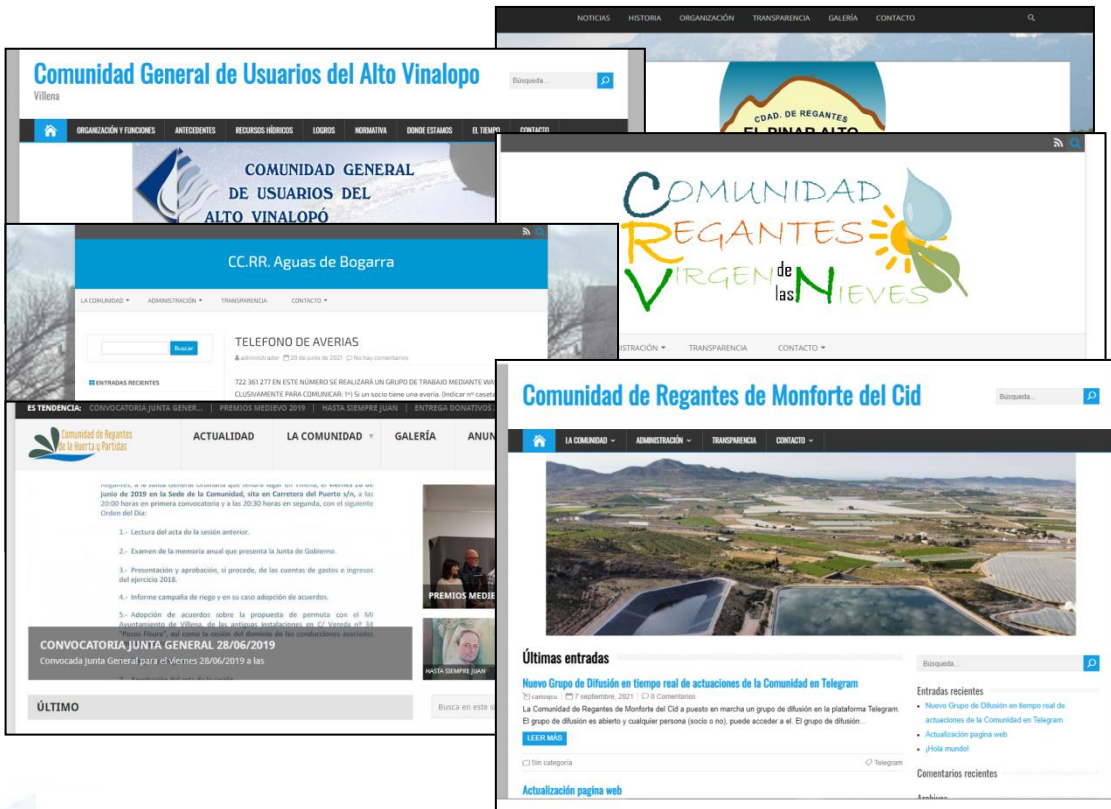 NOTICIAS HISTORIA ORGANIZACIÓN TRANSPARENCIA GALERÍA CONTACTO
CDAD. DE REGANTES
EL PINAR ALTO
Comunidad General de Usuarios del Alto Vinalopo
Villena
Búsqueda...
ORGANIZACIÓN Y FUNCIONES ANTECEDENTES RECURSOS HÍDRICOS LOGROS NORMATIVA DONDE ESTAMOS EL TIEMPO CONTACTO
COMUNIDAD GENERAL
DE USUARIOS DEL
ALTO VINALOPÓ
COMUNIDAD
REGANTES
VIRGEN de las NIEVES
TRANSPARENCIA CONTACTO
CC.RR. Aguas de Bogarra
LA COMUNIDAD ADMINISTRACIÓN TRANSPARENCIA CONTACTO
Buscar
ENTRADAS RECIENTES
TELEFONO DE AVERIAS
administrador 20 de junio de 2021 No hay comentarios
722 361 277 EN ESTE NÚMERO SE REALIZARÁ UN GRUPO DE TRABAJO MEDIANTE
CLUSIVAMENTE PARA COMUNICAR: 1º) Si un socio tiene una avería. (Indicar nº caseta
ES TENDENCIA: CONVOCATORIA JUNTA GENER... | PREMIOS MEDIEVO 2019 | HASTA SIEMPRE JUAN | ENTREGA DONATIVOS
Comunidad de Regantes
de la Huerta y Partidas
ACTUALIDAD LA COMUNIDAD GALERÍA
junio de 2019 en la Sede de la Comunidad, sita en Carretera del Puerto s/n, a las
20:00 horas en primera convocatoria y a las 20:30 horas en segunda, con el siguiente
Orden del Día:
1.- Lectura del acta de la sesión anterior.
2.- Examen de la memoria anual que presenta la Junta de Gobierno.
3.- Presentación y aprobación, si procede, de las cuentas de gastos e ingresos
del ejercicio 2018.
4.- Informe campaña de riego y en su caso adopción de acuerdos.
5.- Adopción de acuerdos sobre la propuesta de permuta con el MI
Ayuntamiento de Villena, de las antiguas instalaciones en C/ Vereda nº 34
"Pozos Fisura", así como la cesión del dominio de las conducciones asociadas
CONVOCATORIA JUNTA GENERAL 28/06/2019
Convocada Junta General para el viernes 28/06/2019 a las
PREMIOS MEDIE
HASTA SIEMPRE JUAN
ÚLTIMO
Busca en este
Comunidad de Regantes de Monforte del Cid
Búsqueda...
LA COMUNIDAD ADMINISTRACIÓN TRANSPARENCIA CONTACTO
Últimas entradas
Nuevo Grupo de Difusión en tiempo real de actuaciones de la Comunidad en Telegram
7 septiembre, 2021 0 Comentarios
La Comunidad de Regantes de Monforte del Cid a puesto en marcha un grupo de difusión en la plataforma Telegram.
El grupo de difusión es abierto y cualquier persona (socio o no), puede acceder a el. El grupo de difusión...
LEER MÁS
Sin categoría Telegram
Actualización pagina web
Búsqueda...
Entradas recientes
Nuevo Grupo de Difusión en tiempo real de
actuaciones de la Comunidad en Telegram
Actualización pagina web
¡Hola mundo!
Comentarios recientes